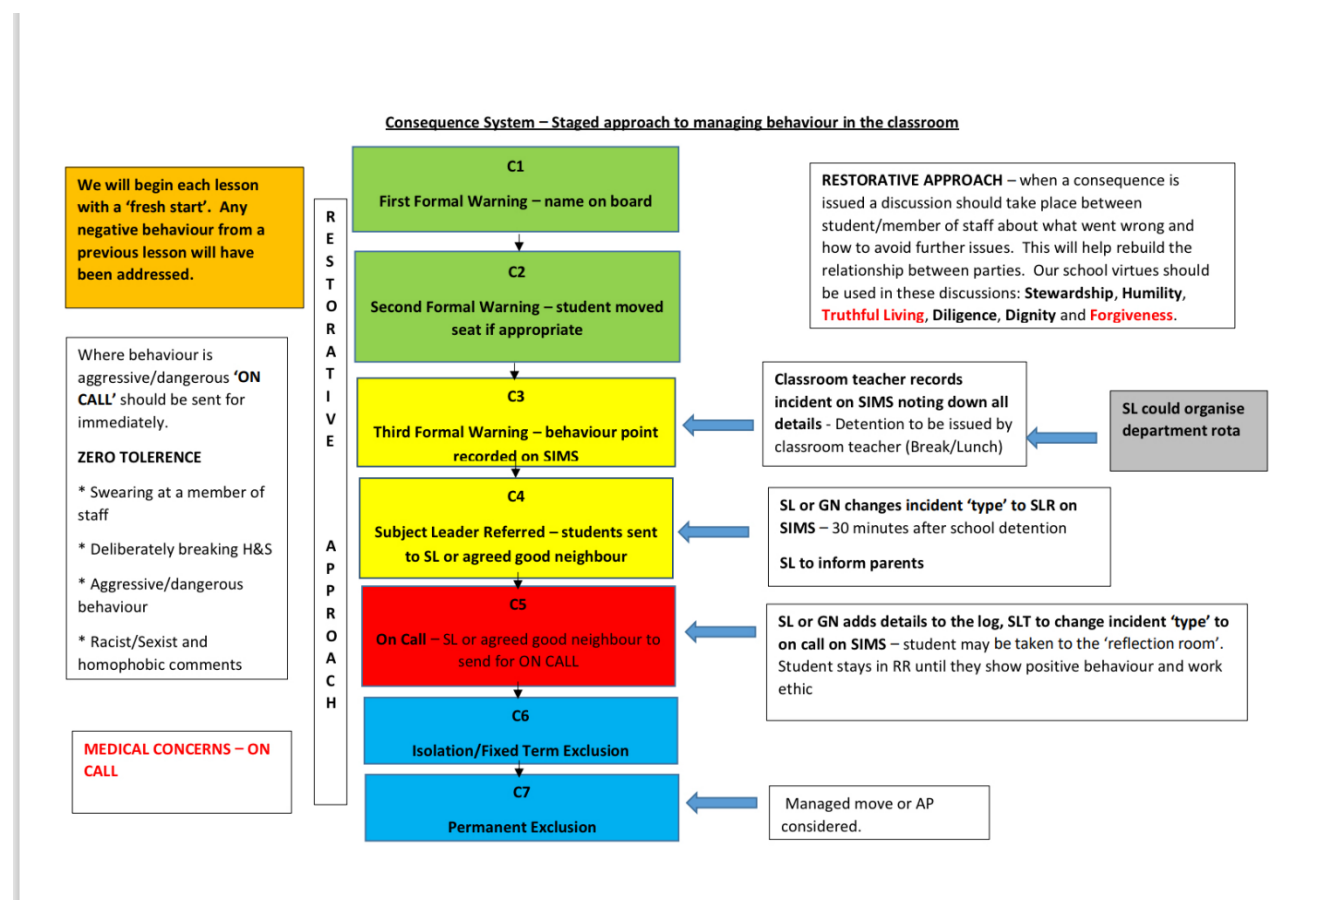 Consequence System – Staged approach to managing behaviour in the classroom
We will begin each lesson
with a ‘fresh start’. Any
negative behaviour from a
previous lesson will have
been addressed.
Where behaviour is
aggressive/dangerous ‘ON
CALL’ should be sent for
immediately.
ZERO TOLERENCE
* Swearing at a member of
staff
* Deliberately breaking H&S
* Aggressive/dangerous
behaviour
* Racist/Sexist and
homophobic comments
MEDICAL CONCERNS – ON
CALL
RESTORATIVE
APPROACH
C1
First Formal Warning – name on board
C2
Second Formal Warning – student moved
seat if appropriate
C3
Third Formal Warning – behaviour point
recorded on SIMS
C4
Subject Leader Referred – students sent
to SL or agreed good neighbour
C5
On Call – SL or agreed good neighbour to
send for ON CALL
C6
Isolation/Fixed Term Exclusion
C7
Permanent Exclusion
RESTORATIVE APPROACH – when a consequence is
issued a discussion should take place between
student/member of staff about what went wrong and
how to avoid further issues. This will help rebuild the
relationship between parties. Our school virtues should
be used in these discussions: Stewardship, Humility,
Truthful Living, Diligence, Dignity and Forgiveness.
Classroom teacher records
incident on SIMS noting down all
details - Detention to be issued by
classroom teacher (Break/Lunch)
SL could organise
department rota
SL or GN changes incident ‘type’ to SLR on
SIMS – 30 minutes after school detention
SL to inform parents
SL or GN adds details to the log, SLT to change incident ‘type’ to
on call on SIMS – student may be taken to the ‘reflection room’.
Student stays in RR until they show positive behaviour and work
ethic
Managed move or AP
considered.